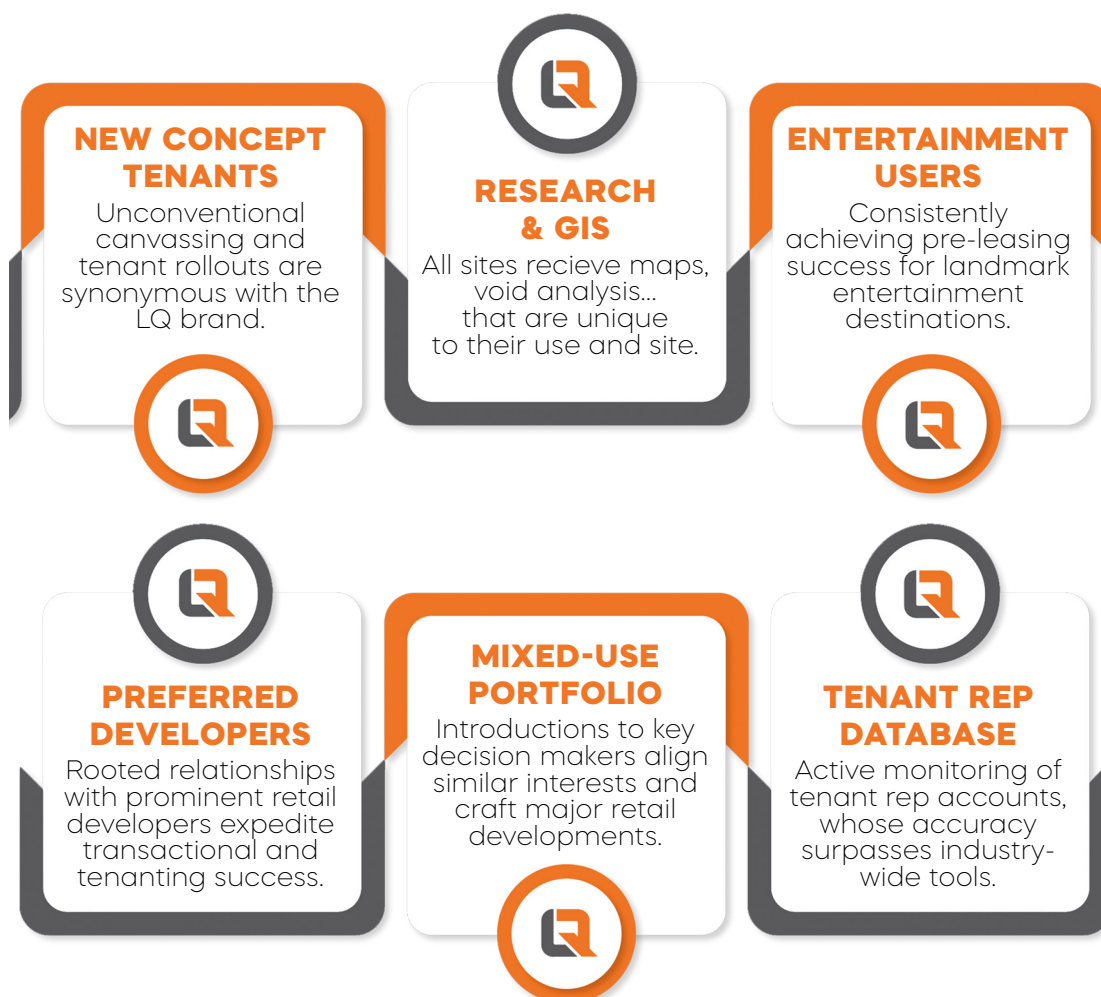 NEW CONCEPT
TENANTS
Unconventional
canvassing and
tenant rollouts are
synonymous with the
LQ brand.
RESEARCH
& GIS
All sites recieve maps,
void analysis...
that are unique
to their use and site.
ENTERTAINMENT
USERS
Consistently
achieving pre-leasing
success for landmark
entertainment
destinations.
PREFERRED
DEVELOPERS
Rooted relationships
with prominent retail
developers expedite
transactional and
tenanting success.
MIXED-USE
PORTFOLIO
Introductions to key
decision makers align
similar interests and
craft major retail
developments.
TENANT REP
DATABASE
Active monitoring of
tenant rep accounts,
whose accuracy
surpasses industry-
wide tools.